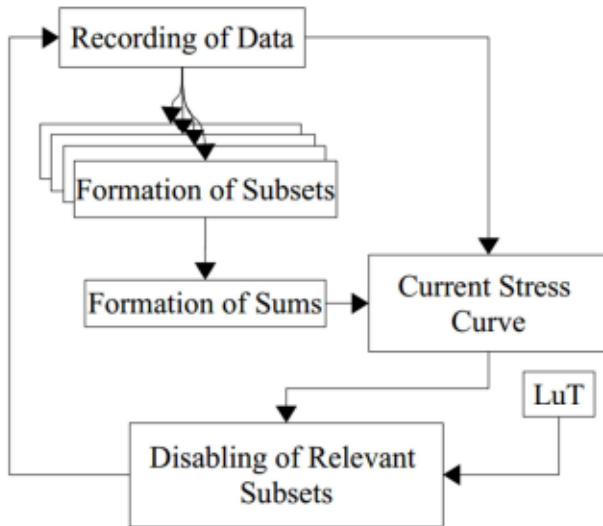 Recording of Data
Formation of Subsets
Formation of Sums
Current Stress
Curve
LuT
Disabling of Relevant
Subsets